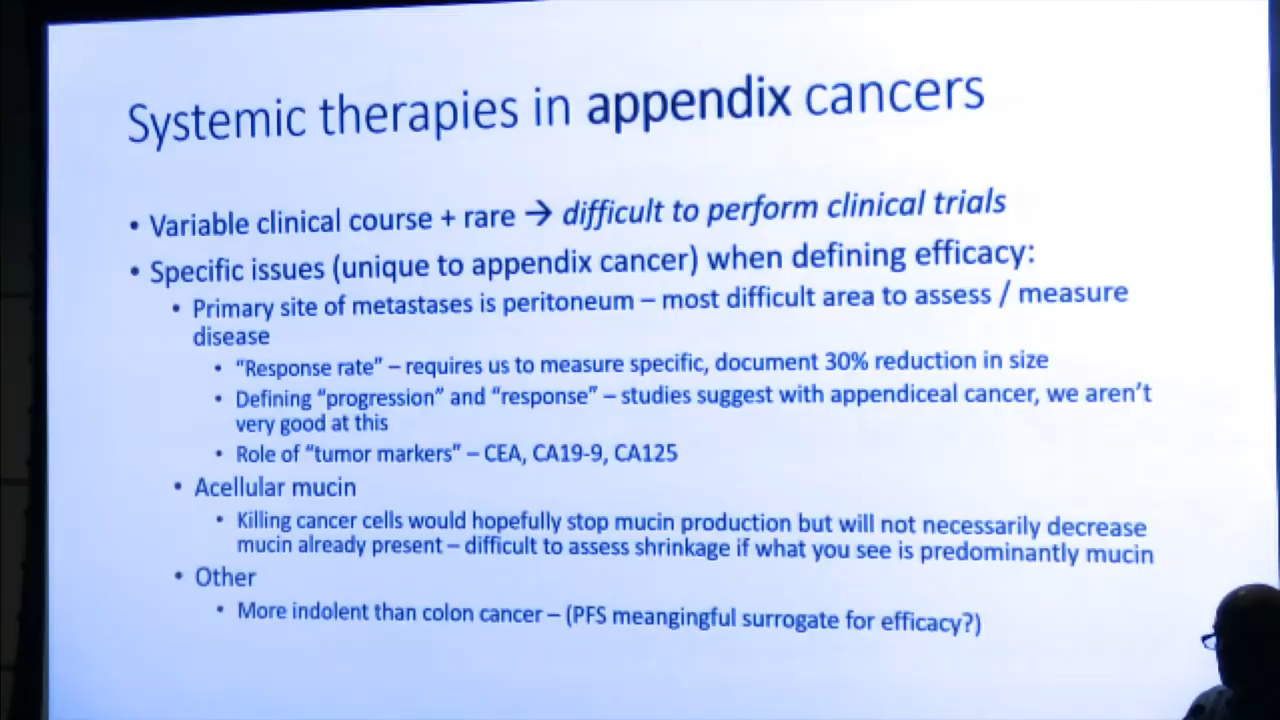 Systemic therapies in appendix cancers
• Variable clinical course + rare → difficult to perform clinical trials
• Specific issues (unique to appendix cancer) when defining efficacy:
• Primary site of metastases is peritoneum – most difficult area to assess / measure
disease
• "Response rate" – requires us to measure specific, document 30% reduction in size
• Defining "progression" and "response" – studies suggest with appendiceal cancer, we aren't
very good at this
• Role of "tumor markers" – CEA, CA19-9, CA125
• Acellular mucin
• Killing cancer cells would hopefully stop mucin production but will not necessarily decrease
mucin already present – difficult to assess shrinkage if what you see is predominantly mucin
• Other
• More indolent than colon cancer – (PFS meangingful surrogate for efficacy?)